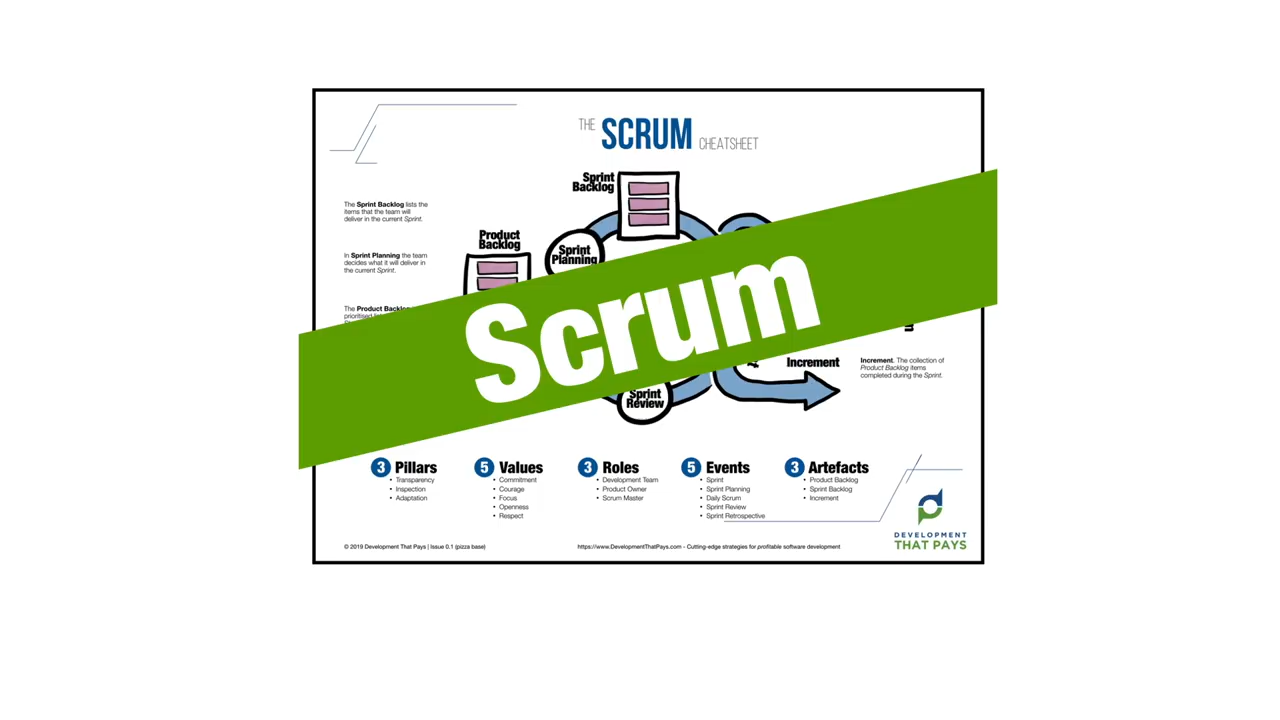 THE SCRUM CHEATSHEET
Sprint
Backlog
The Sprint Backlog lists the
items that the team will
deliver in the current Sprint.
Product
Backlog
Sprint
Planning
In Sprint Planning the team
decides what it will deliver in
the current Sprint.
The Product Backlog
prioritised
Scrum
Increment
Increment. The collection of
Product Backlog items
completed during the Sprint.
Sprint
Review
3 Pillars
• Transparency
• Inspection
• Adaptation
5 Values
• Commitment
• Courage
• Focus
• Openness
• Respect
3 Roles
• Development Team
• Product Owner
• Scrum Master
5 Events
• Sprint
• Sprint Planning
• Daily Scrum
• Sprint Review
• Sprint Retrospective
3 Artefacts
• Product Backlog
• Sprint Backlog
• Increment
DEVELOPMENT
THAT PAYS
© 2019 Development That Pays | Issue 0.1 (pizza base)
https://www.DevelopmentThatPays.com - Cutting-edge strategies for profitable software development